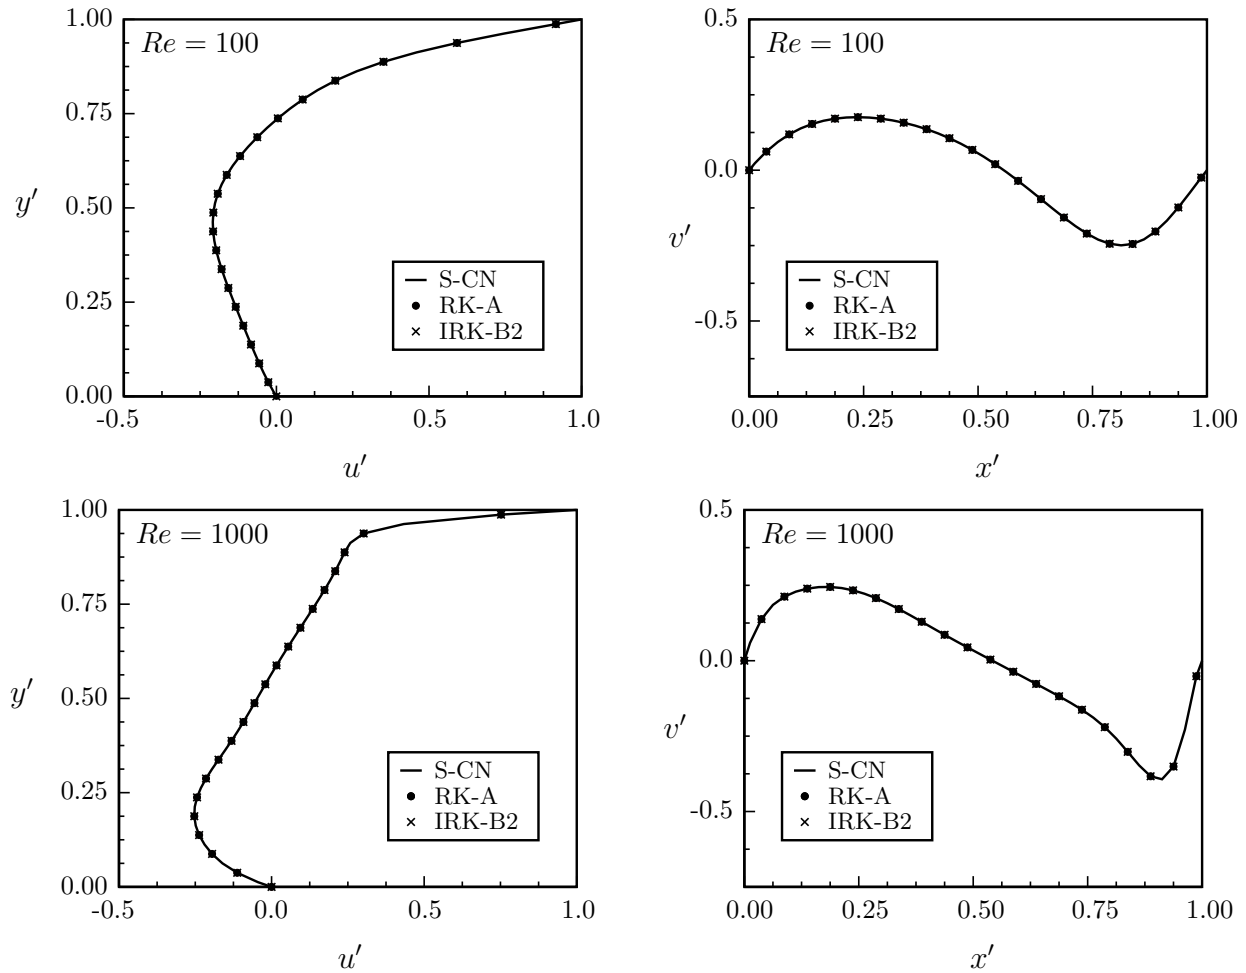 Re = 100
1.00
0.75
0.50
0.25
0.00
y′
-0.5
0.0
0.5
1.0
u′
S-CN
RK-A
IRK-B2
Re = 100
0.5
0.0
-0.5
v′
0.00
0.25
0.50
0.75
1.00
x′
S-CN
RK-A
IRK-B2
Re = 1000
1.00
0.75
0.50
0.25
0.00
y′
-0.5
0.0
0.5
1.0
u′
S-CN
RK-A
IRK-B2
Re = 1000
0.5
0.0
-0.5
v′
0.00
0.25
0.50
0.75
1.00
x′
S-CN
RK-A
IRK-B2